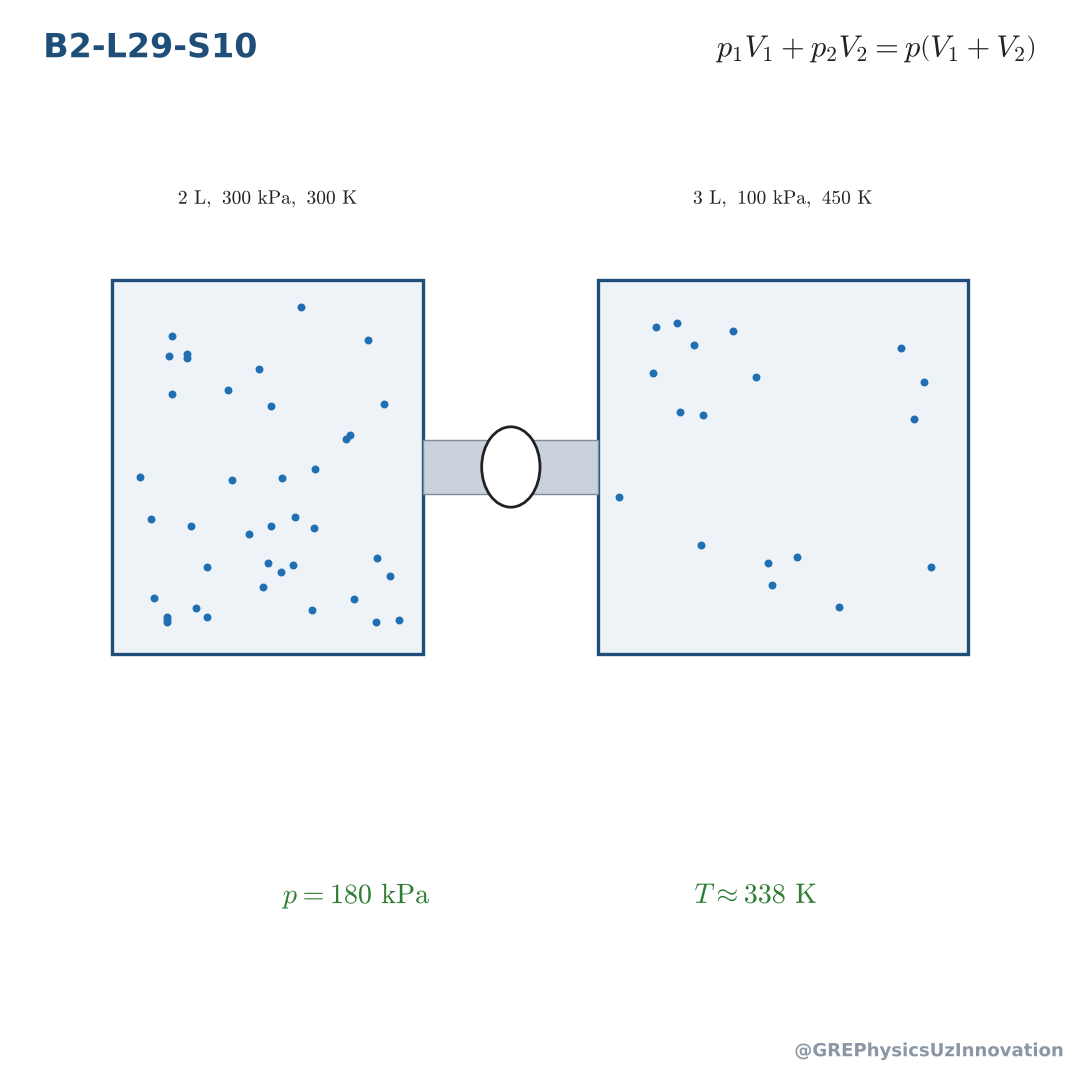 B2-L29-S10
p₁V₁ + p₂V₂ = p(V₁ + V₂)
2 L, 300 kPa, 300 K
3 L, 100 kPa, 450 K
p = 180 kPa
T ≈ 338 K
@GREPhysicsUzInnovation